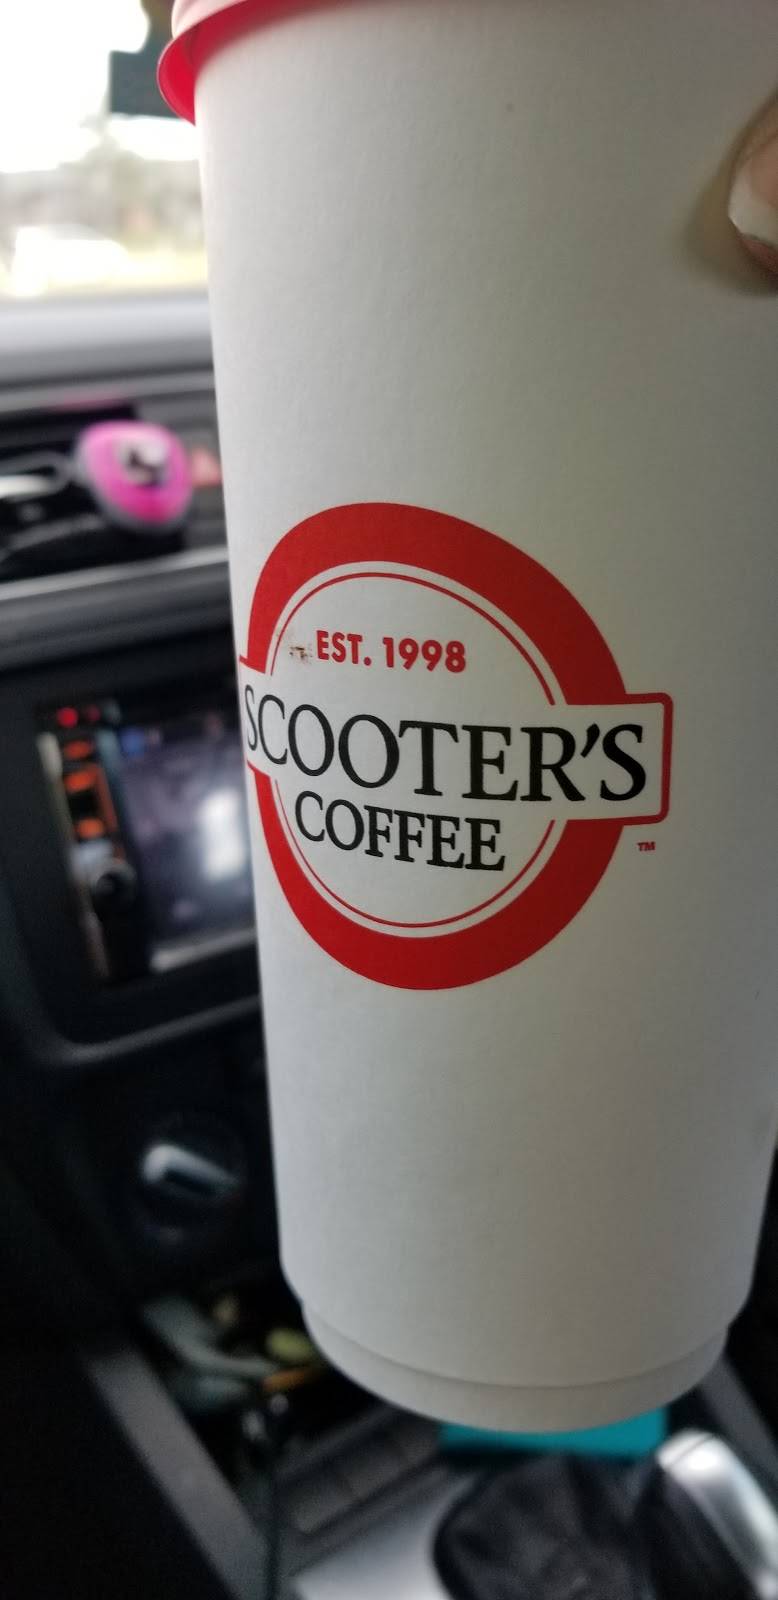 EST. 1998
SCOOTER'S
COFFEE
™